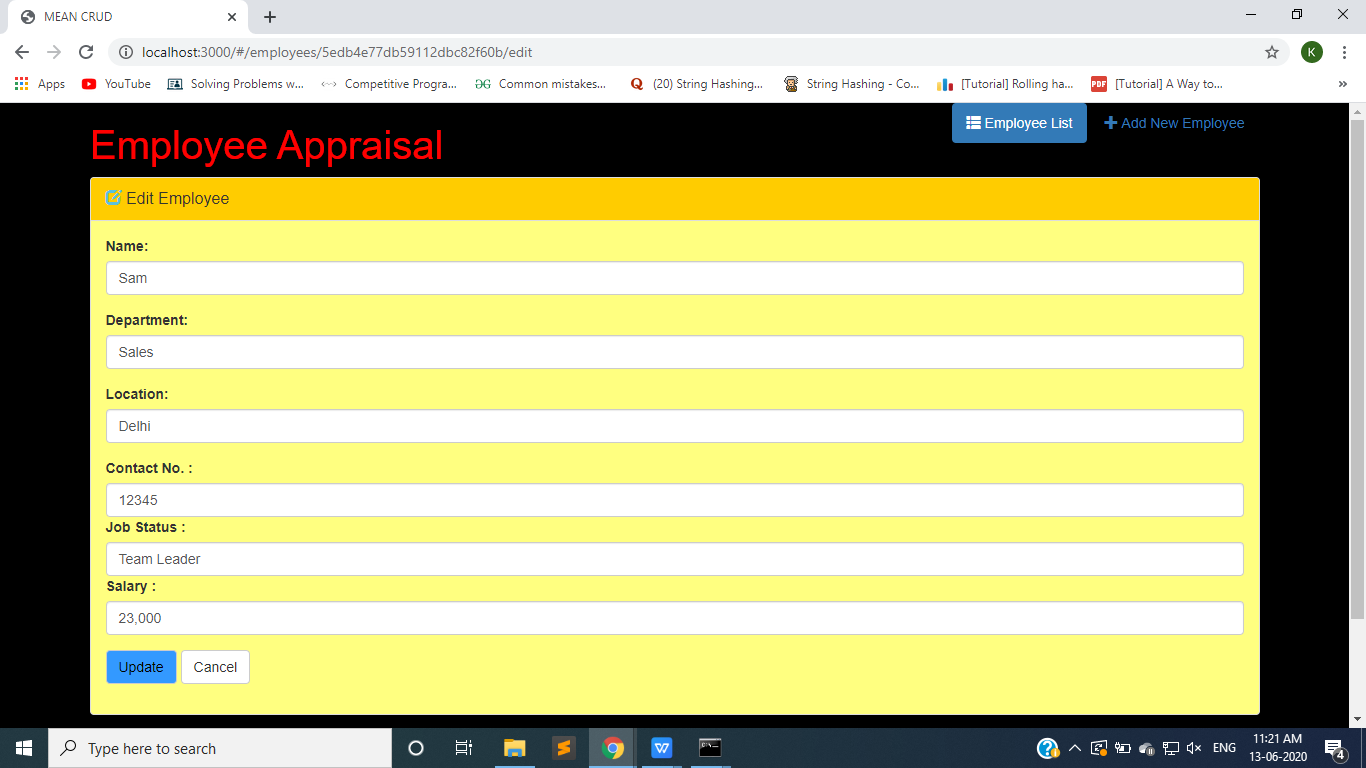 MEAN CRUD
localhost:3000/#/employees/5edb4e77db59112dbc82f60b/edit
K
Apps YouTube Solving Problems w... Competitive Progra... Common mistakes... (20) String Hashing... String Hashing - Co... [Tutorial] Rolling ha... [Tutorial] A Way to... »
Employee List Add New Employee
Employee Appraisal
Edit Employee
Name:
Sam
Department:
Sales
Location:
Delhi
Contact No. :
12345
Job Status :
Team Leader
Salary :
23,000
Update Cancel
Type here to search
ENG
11:21 AM
13-06-2020
4